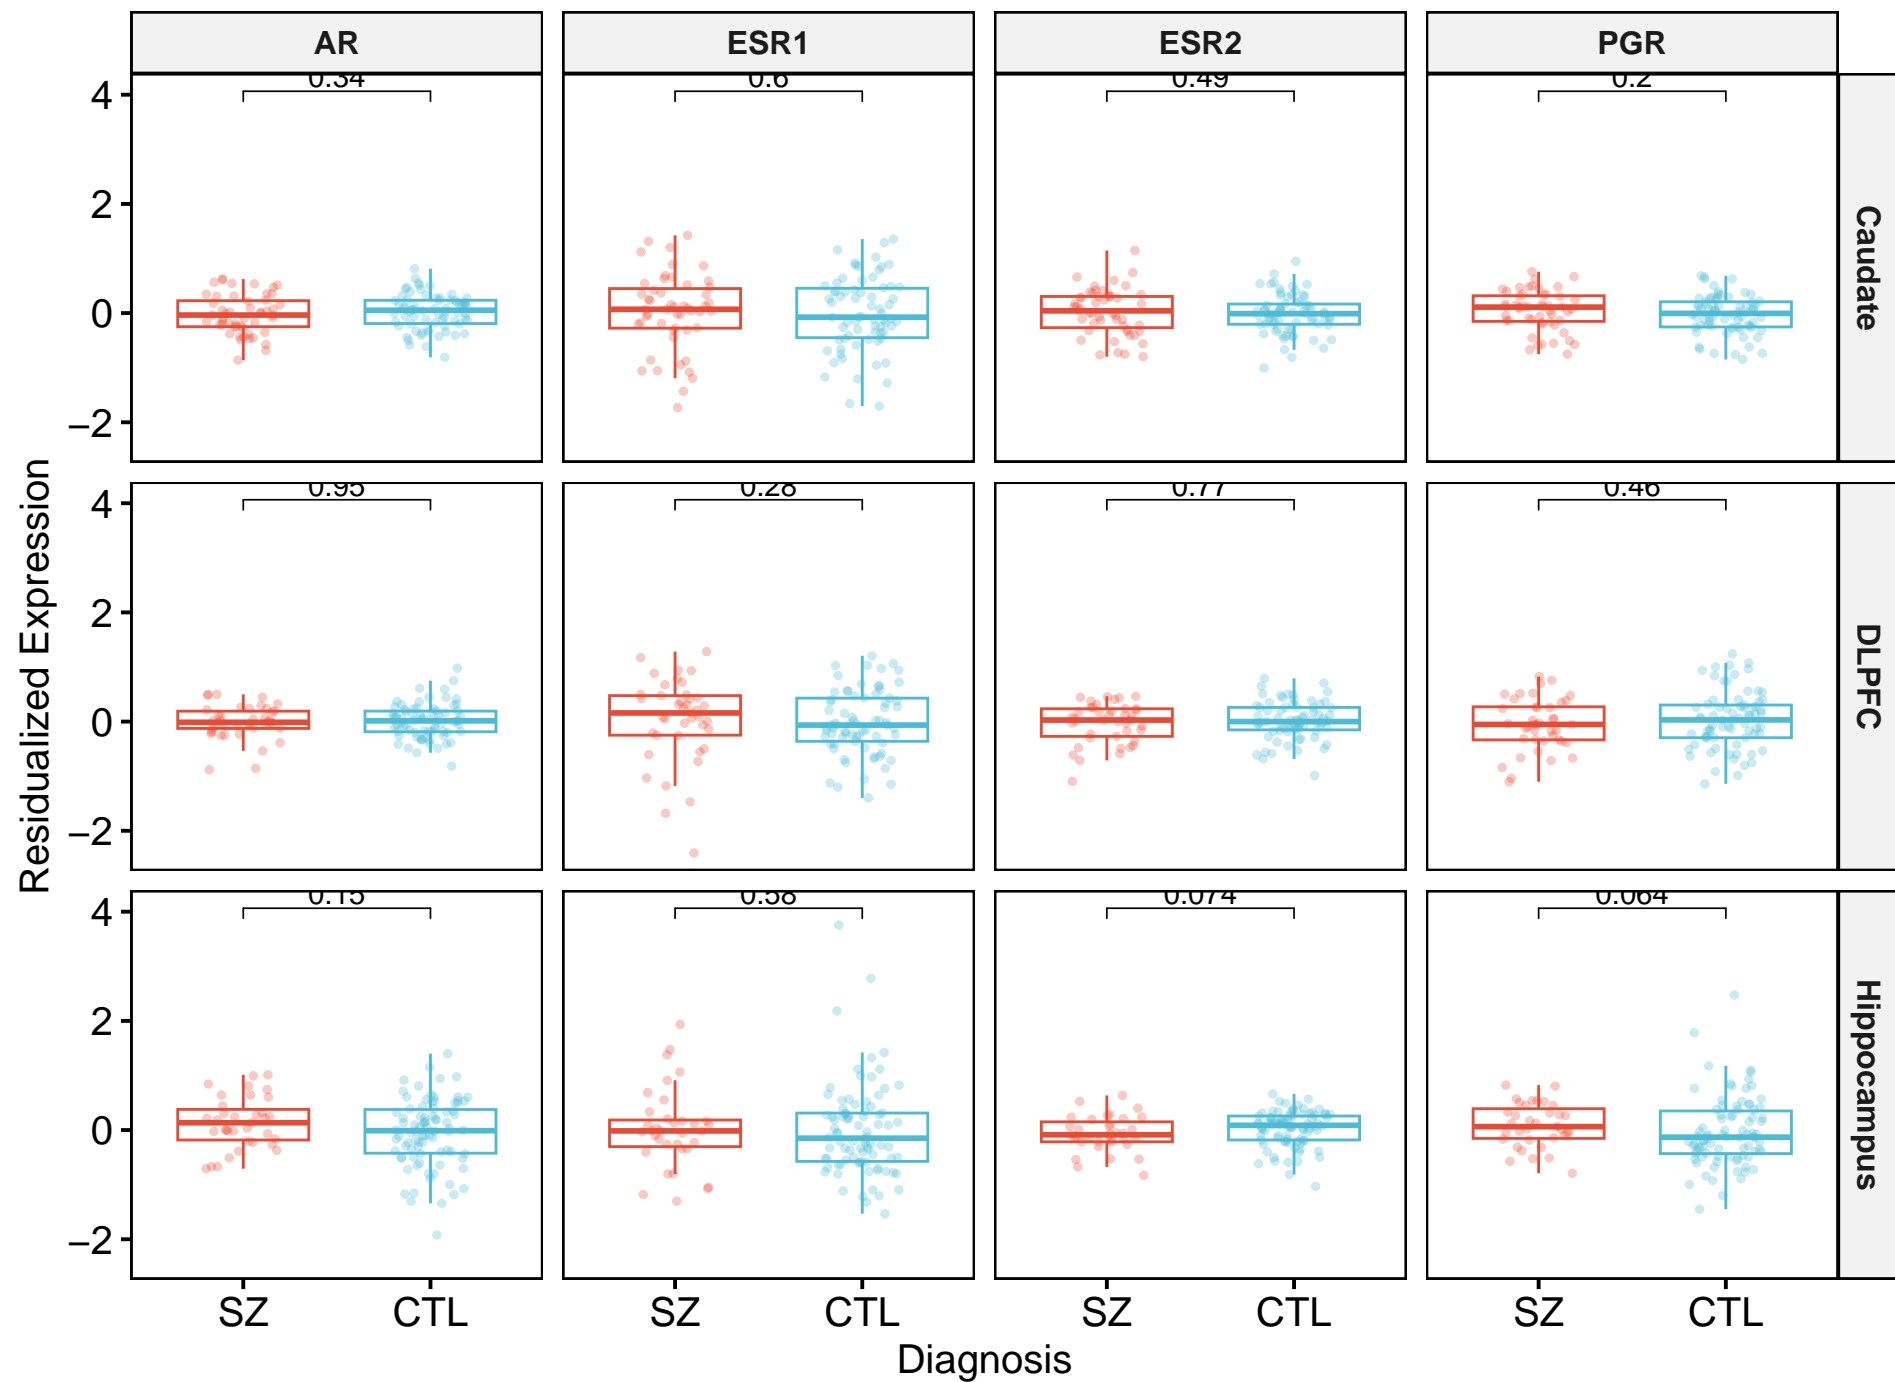 AR ESR1 ESR2 PGR
0.34 0.6 0.49 0.2
4
2
0
−2
Caudate
0.95 0.28 0.77 0.46
4
2
0
−2
DLPFC
0.15 0.58 0.074 0.064
4
2
0
−2
Hippocampus
Residualized Expression
SZ CTL SZ CTL SZ CTL SZ CTL
Diagnosis